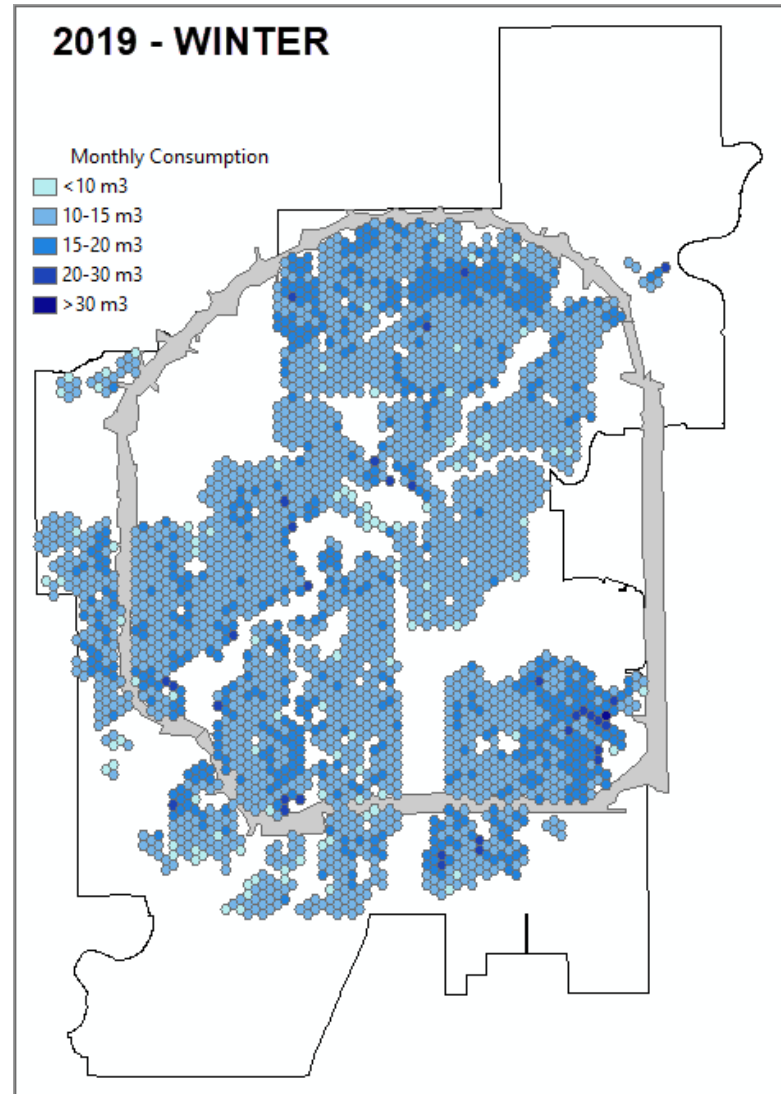 2019 - WINTER
Monthly Consumption
<10 m3
10-15 m3
15-20 m3
20-30 m3
>30 m3